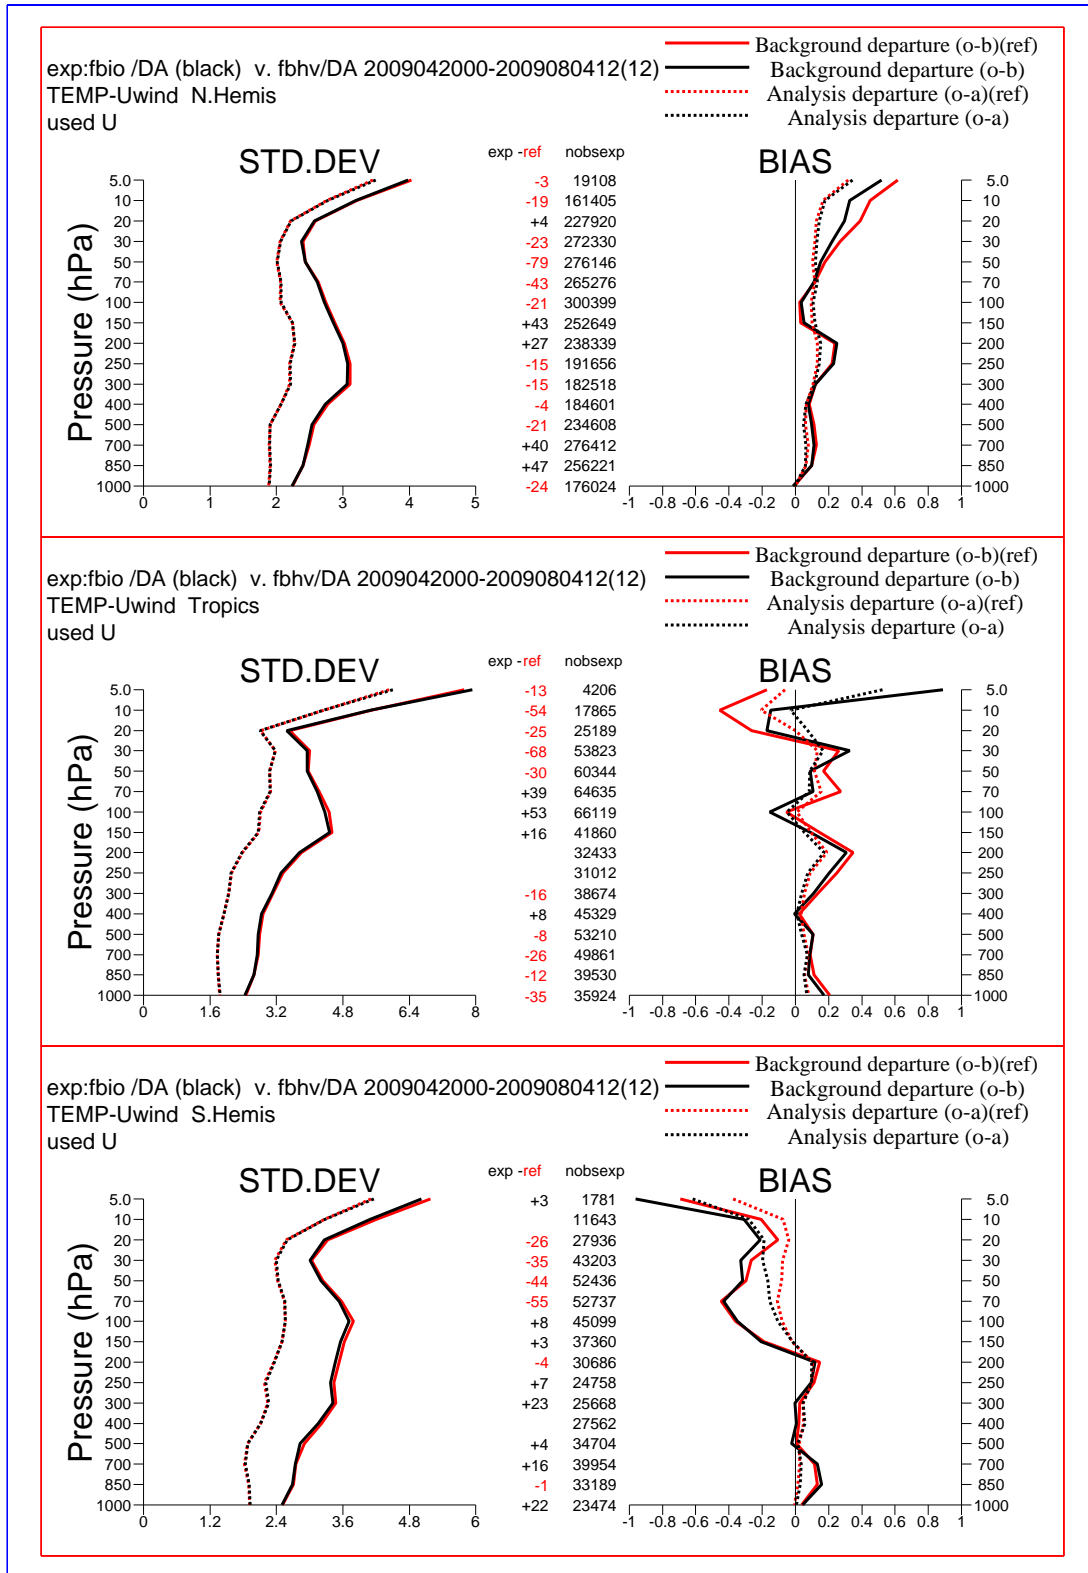 Background departure (o-b)(ref)
exp:fbio /DA (black) v. fbhv/DA 2009042000-2009080412(12)
Background departure (o-b)
TEMP-Uwind N.Hemis
Analysis departure (o-a)(ref)
used U
Analysis departure (o-a)
STD.DEV exp -ref nobsexp BIAS
Pressure (hPa)
5.0 -3 19108 5.0
10 -19 161405 10
20 +4 227920 20
30 -23 272330 30
50 -79 276146 50
70 -43 265276 70
100 -21 300399 100
150 +43 252649 150
200 +27 238339 200
250 -15 191656 250
300 -15 182518 300
400 -4 184601 400
500 -21 234608 500
700 +40 276412 700
850 +47 256221 850
1000 -24 176024 1000
0 1 2 3 4 5 -1 -0.8 -0.6 -0.4 -0.2 0 0.2 0.4 0.6 0.8 1
Background departure (o-b)(ref)
exp:fbio /DA (black) v. fbhv/DA 2009042000-2009080412(12)
Background departure (o-b)
TEMP-Uwind Tropics
Analysis departure (o-a)(ref)
used U
Analysis departure (o-a)
STD.DEV exp -ref nobsexp BIAS
Pressure (hPa)
5.0 -13 4206 5.0
10 -54 17865 10
20 -25 25189 20
30 -68 53823 30
50 -30 60344 50
70 +39 64635 70
100 +53 66119 100
150 +16 41860 150
200 32433 200
250 31012 250
300 -16 38674 300
400 +8 45329 400
500 -8 53210 500
700 -26 49861 700
850 -12 39530 850
1000 -35 35924 1000
0 1.6 3.2 4.8 6.4 8 -1 -0.8 -0.6 -0.4 -0.2 0 0.2 0.4 0.6 0.8 1
Background departure (o-b)(ref)
exp:fbio /DA (black) v. fbhv/DA 2009042000-2009080412(12)
Background departure (o-b)
TEMP-Uwind S.Hemis
Analysis departure (o-a)(ref)
used U
Analysis departure (o-a)
STD.DEV exp -ref nobsexp BIAS
Pressure (hPa)
5.0 +3 1781 5.0
10 11643 10
20 -26 27936 20
30 -35 43203 30
50 -44 52436 50
70 -55 52737 70
100 +8 45099 100
150 +3 37360 150
200 -4 30686 200
250 +7 24758 250
300 +23 25668 300
400 27562 400
500 +4 34704 500
700 +16 39954 700
850 -1 33189 850
1000 +22 23474 1000
0 1.2 2.4 3.6 4.8 6 -1 -0.8 -0.6 -0.4 -0.2 0 0.2 0.4 0.6 0.8 1